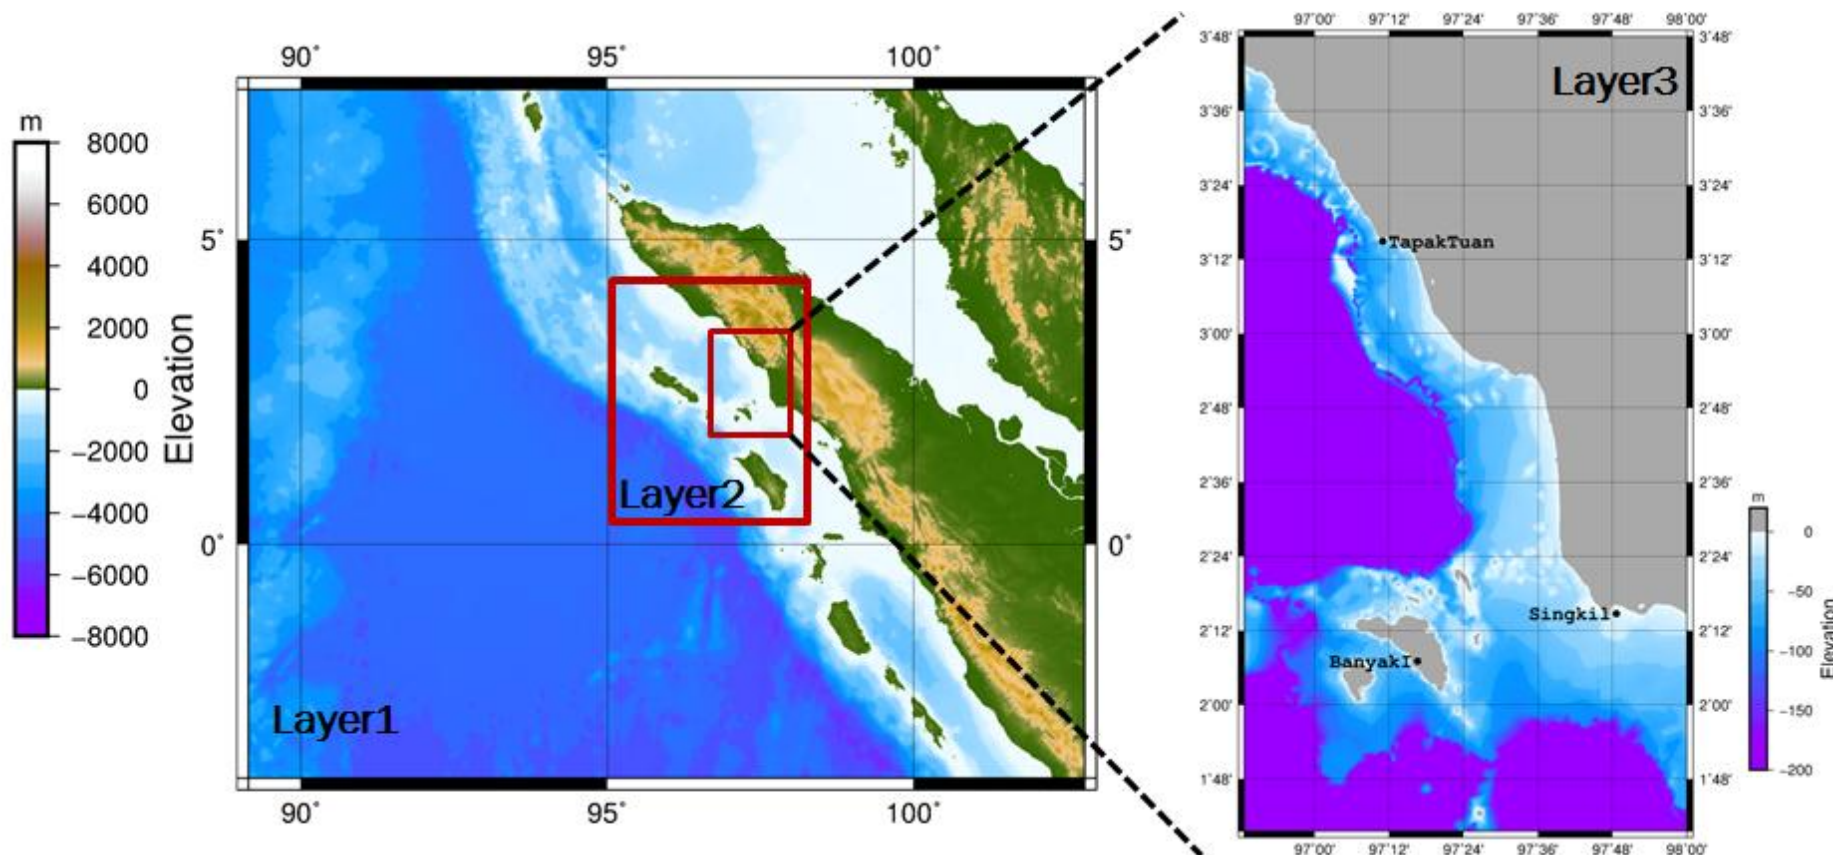 m
8000
6000
4000
2000
0
−2000
−4000
−6000
−8000
Elevation
90˚ 95˚ 100˚
5˚ 5˚
0˚ 0˚
Layer2
Layer1
90˚ 95˚ 100˚
97˚00' 97˚12' 97˚24' 97˚36' 97˚48' 98˚00'
3˚48' 3˚48'
Layer3
3˚36' 3˚36'
3˚24' 3˚24'
TapakTuan
3˚12' 3˚12'
3˚00' 3˚00'
2˚48' 2˚48'
2˚36' 2˚36'
2˚24' 2˚24'
Singkil
2˚12' 2˚12'
BanyakI
2˚00' 2˚00'
1˚48' 1˚48'
97˚00' 97˚12' 97˚24' 97˚36' 97˚48' 98˚00'
m
0
−50
−100
−150
−200
Elevation